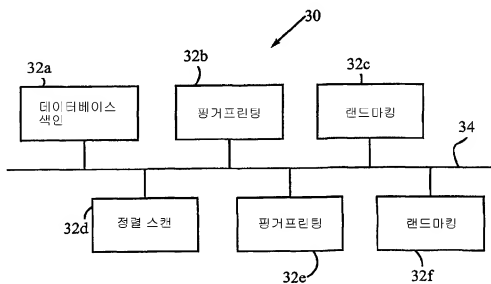 30
32a
32b
32c
데이터베이스
색인
핑거프린팅
랜드마킹
34
정렬 스캔
핑거프린팅
랜드마킹
32d
32e
32f